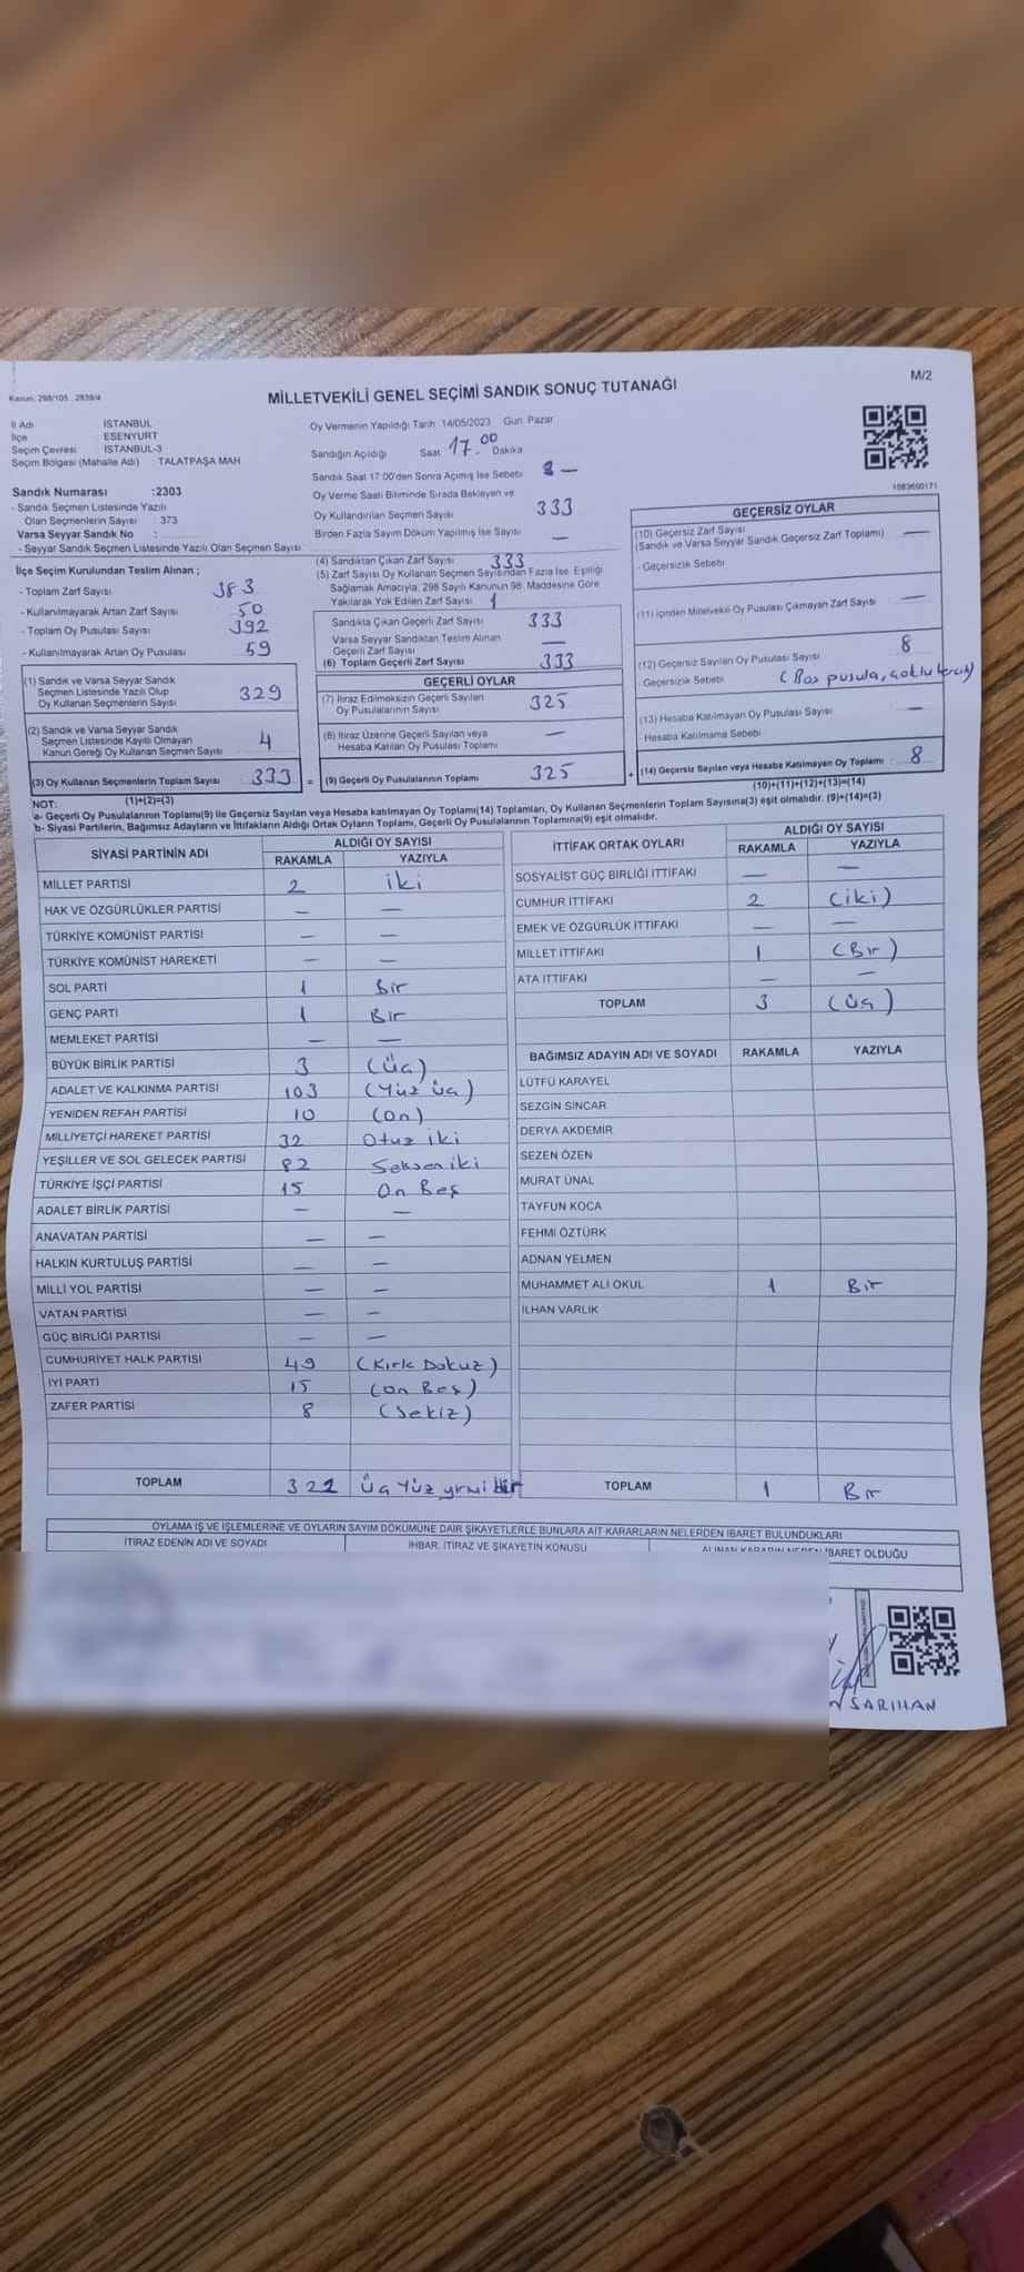 Kanun: 298/105 , 2839/4
M/2
MİLLETVEKİLİ GENEL SEÇİMİ SANDIK SONUÇ TUTANAĞI
İl Adı İSTANBUL
İlçe ESENYURT
Seçim Çevresi İSTANBUL-3
Seçim Bölgesi (Mahalle Adı) : TALATPAŞA MAH
Sandık Numarası :2303
- Sandık Seçmen Listesinde Yazılı
Olan Seçmenlerin Sayısı : 373
Varsa Seyyar Sandık No :
- Seyyar Sandık Seçmen Listesinde Yazılı Olan Seçmen Sayısı
İlçe Seçim Kurulundan Teslim Alınan ;
- Toplam Zarf Sayısı 383
- Kullanılmayarak Artan Zarf Sayısı 50
- Toplam Oy Pusulası Sayısı 392
- Kullanılmayarak Artan Oy Pusulası 59
(1) Sandık ve Varsa Seyyar Sandık
Seçmen Listesinde Yazılı Olup
Oy Kullanan Seçmenlerin Sayısı 329
(2) Sandık ve Varsa Seyyar Sandık
Seçmen Listesinde Kayıtlı Olmayan
Kanun Gereği Oy Kullanan Seçmen Sayısı 4
(3) Oy Kullanan Seçmenlerin Toplam Sayısı 333 =
(1)+(2)=(3)
Oy Vermenin Yapıldığı Tarih: 14/05/2023 Gün: Pazar
Sandığın Açıldığı Saat 17.00 Dakika
Sandık Saat 17:00'den Sonra Açımış İse Sebebi —
Oy Verme Saati Bitiminde Sırada Bekleyen ve
Oy Kullandırılan Seçmen Sayısı 333
Birden Fazla Sayım Döküm Yapılmış İse Sayısı —
(4) Sandıktan Çıkan Zarf Sayısı 333
(5) Zarf Sayısı Oy Kullanan Seçmen Sayısından Fazla İse, Eşitliği
Sağlamak Amacıyla, 298 Sayılı Kanunun 98. Maddesine Göre
Yakılarak Yok Edilen Zarf Sayısı
Sandıkta Çıkan Geçerli Zarf Sayısı 333
Varsa Seyyar Sandıktan Teslim Alınan
Geçerli Zarf Sayısı —
(6) Toplam Geçerli Zarf Sayısı 333
GEÇERLİ OYLAR
(7) İtiraz Edilmeksizin Geçerli Sayılan
Oy Pusulalarının Sayısı 325
(8) İtiraz Üzerine Geçerli Sayılan veya
Hesaba Katılan Oy Pusulası Toplamı —
(9) Geçerli Oy Pusulalarının Toplamı 325 +
1083600171
GEÇERSİZ OYLAR
(10) Geçersiz Zarf Sayısı
(Sandık ve Varsa Seyyar Sandık Geçersiz Zarf Toplamı) —
- Geçersizlik Sebebi
(11) İçinden Milletvekili Oy Pusulası Çıkmayan Zarf Sayısı —
(12) Geçersiz Sayılan Oy Pusulası Sayısı 8
- Geçersizlik Sebebi (Boş pusula, çoklu tercih)
(13) Hesaba Katılmayan Oy Pusulası Sayısı —
- Hesaba Katılmama Sebebi
(14) Geçersiz Sayılan veya Hesaba Katılmayan Oy Toplamı : 8
(10)+(11)+(12)+(13)=(14)
NOT:
a- Geçerli Oy Pusulalarının Toplamı(9) ile Geçersiz Sayılan veya Hesaba katılmayan Oy Toplamı(14) Toplamları, Oy Kullanan Seçmenlerin Toplam Sayısına(3) eşit olmalıdır. (9)+(14)=(3)
b- Siyasi Partilerin, Bağımsız Adayların ve İttifakların Aldığı Ortak Oyların Toplamı, Geçerli Oy Pusulalarının Toplamına(9) eşit olmalıdır.
SİYASİ PARTİNİN ADI ALDIĞI OY SAYISI
RAKAMLA YAZIYLA
MİLLET PARTİSİ 2 iki
HAK VE ÖZGÜRLÜKLER PARTİSİ — —
TÜRKİYE KOMÜNİST PARTİSİ — —
TÜRKİYE KOMÜNİST HAREKETİ — —
SOL PARTİ 1 Bir
GENÇ PARTİ 1 Bir
MEMLEKET PARTİSİ — —
BÜYÜK BİRLİK PARTİSİ 3 (Üç)
ADALET VE KALKINMA PARTİSİ 103 (Yüz üç)
YENİDEN REFAH PARTİSİ 10 (on)
MİLLİYETÇİ HAREKET PARTİSİ 32 Otuz iki
YEŞİLLER VE SOL GELECEK PARTİSİ 82 Seksen iki
TÜRKİYE İŞÇİ PARTİSİ 15 On Beş
ADALET BİRLİK PARTİSİ — —
ANAVATAN PARTİSİ — —
HALKIN KURTULUŞ PARTİSİ — —
MİLLİ YOL PARTİSİ — —
VATAN PARTİSİ — —
GÜÇ BİRLİĞİ PARTİSİ — —
CUMHURİYET HALK PARTİSİ 49 (Kırk Dokuz)
İYİ PARTİ 15 (on Beş)
ZAFER PARTİSİ 8 (Sekiz)
TOPLAM 321 Üç Yüz yirmi bir
İTTİFAK ORTAK OYLARI ALDIĞI OY SAYISI
RAKAMLA YAZIYLA
SOSYALİST GÜÇ BİRLİĞİ İTTİFAKI — —
CUMHUR İTTİFAKI 2 (iki)
EMEK VE ÖZGÜRLÜK İTTİFAKI — —
MİLLET İTTİFAKI 1 (Bir)
ATA İTTİFAKI — —
TOPLAM 3 (üç)
BAĞIMSIZ ADAYIN ADI VE SOYADI RAKAMLA YAZIYLA
LÜTFÜ KARAYEL
SEZGİN SİNCAR
DERYA AKDEMİR
SEZEN ÖZEN
MURAT ÜNAL
TAYFUN KOCA
FEHMİ ÖZTÜRK
ADNAN YELMEN
MUHAMMET ALİ OKUL 1 Bir
İLHAN VARLIK
TOPLAM 1 Bir
OYLAMA İŞ VE İŞLEMLERİNE VE OYLARIN SAYIM DÖKÜMÜNE DAİR ŞİKAYETLERLE BUNLARA AİT KARARLARIN NELERDEN İBARET BULUNDUKLARI
İTİRAZ EDENİN ADI VE SOYADI İHBAR, İTİRAZ VE ŞİKAYETİN KONUSU ALINAN KARARIN NEDEN İBARET OLDUĞU
SARIHAN